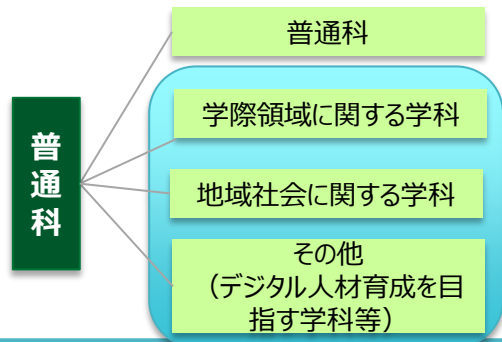 普通科
普通科
学際領域に関する学科
地域社会に関する学科
その他
（デジタル人材育成を目
指す学科等）